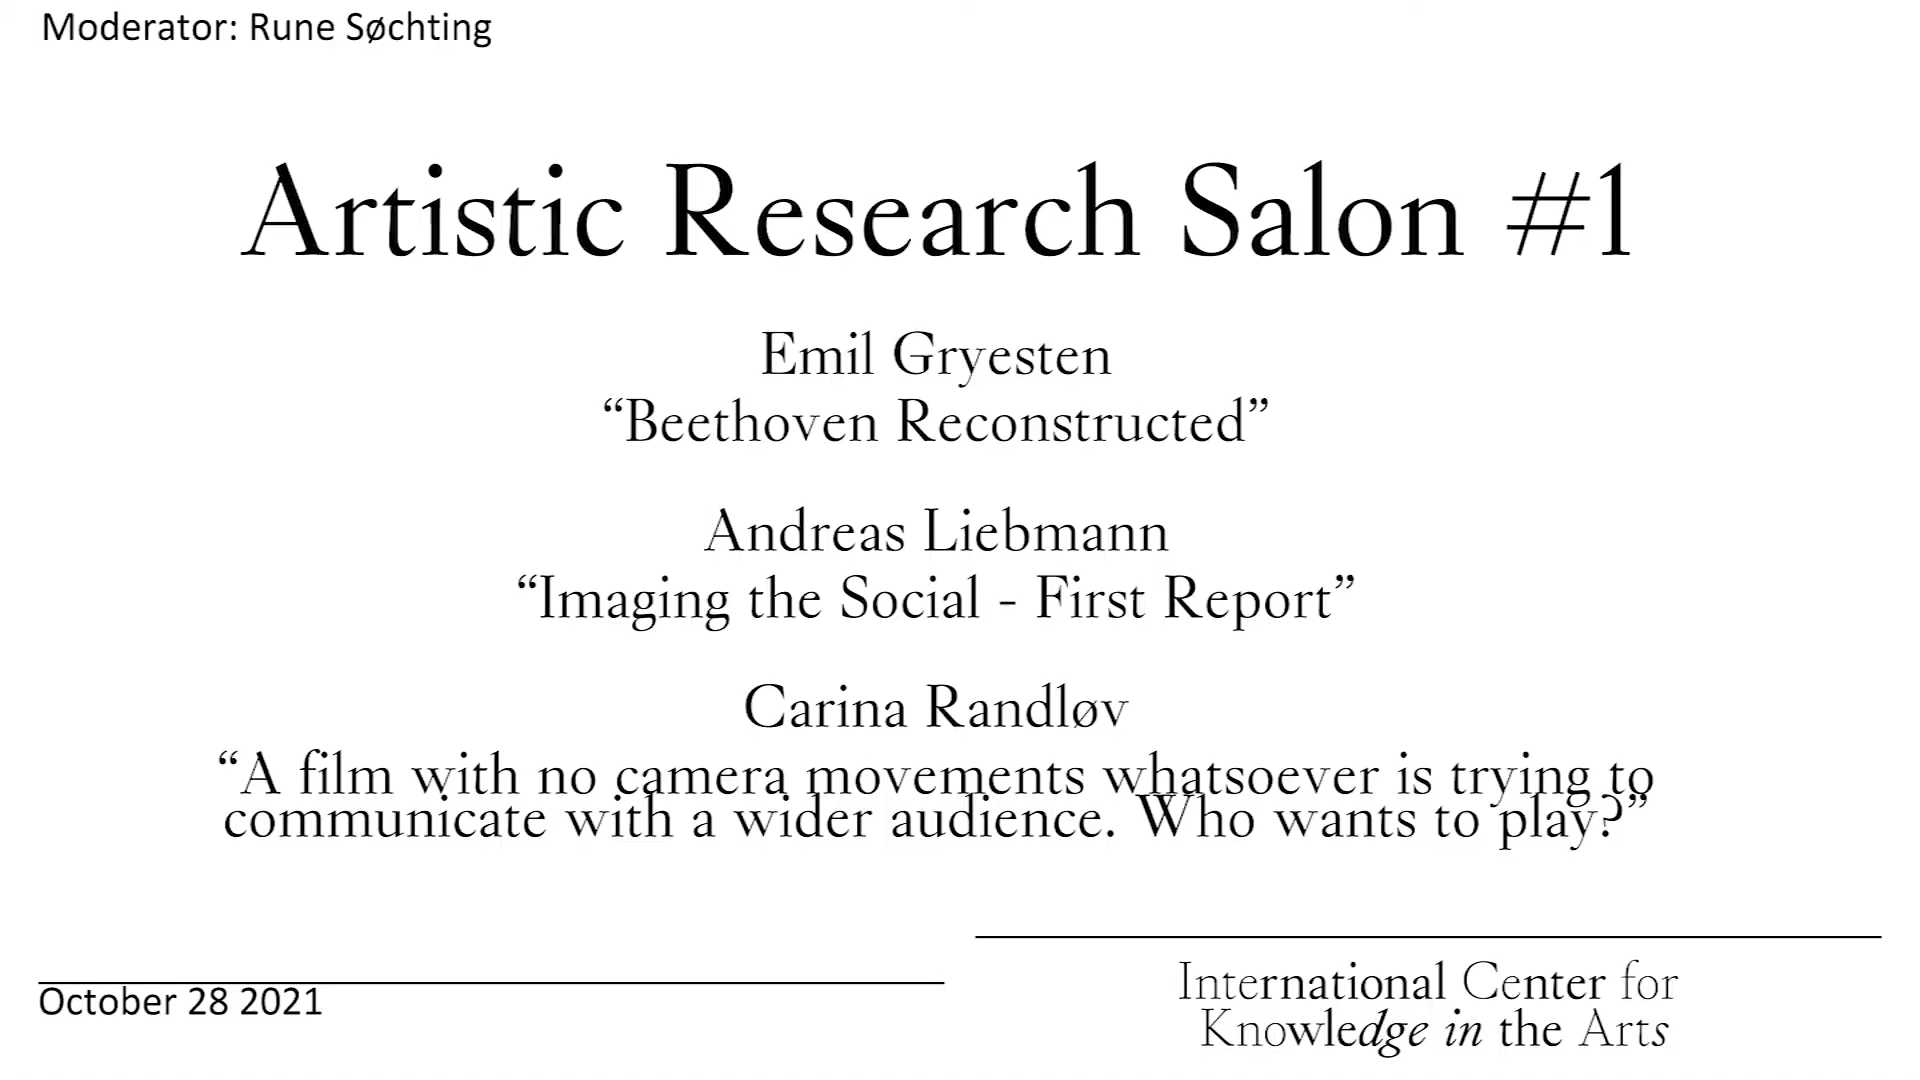 Moderator: Rune Søchting
Artistic Research Salon #1
Emil Gryesten
“Beethoven Reconstructed”
Andreas Liebmann
“Imaging the Social - First Report”
Carina Randløv
“A film with no camera movements whatsoever is trying to
communicate with a wider audience. Who wants to play?”
October 28 2021
International Center for
Knowledge in the Arts